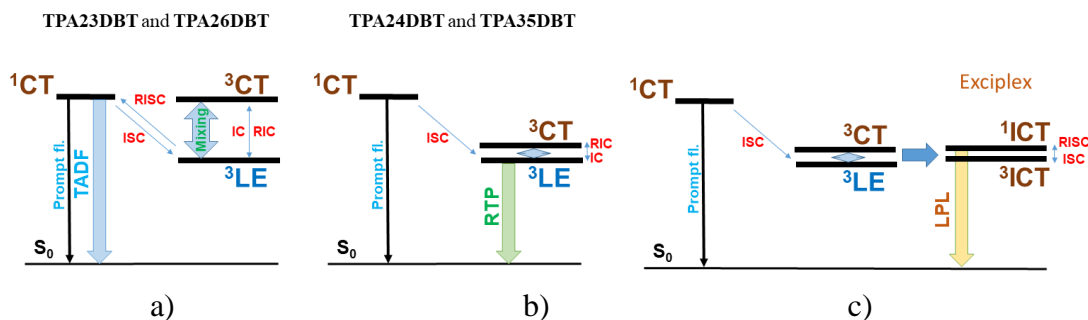 TPA23DBT and TPA26DBT
TPA24DBT and TPA35DBT
¹CT
³CT
RISC
ISC
Mixing
IC
RIC
³LE
Prompt fl.
TADF
S₀
a)
¹CT
ISC
³CT
RIC
IC
³LE
Prompt fl.
RTP
S₀
b)
Exciplex
¹CT
ISC
³CT
³LE
¹ICT
RISC
ISC
³ICT
Prompt fl.
LPL
S₀
c)